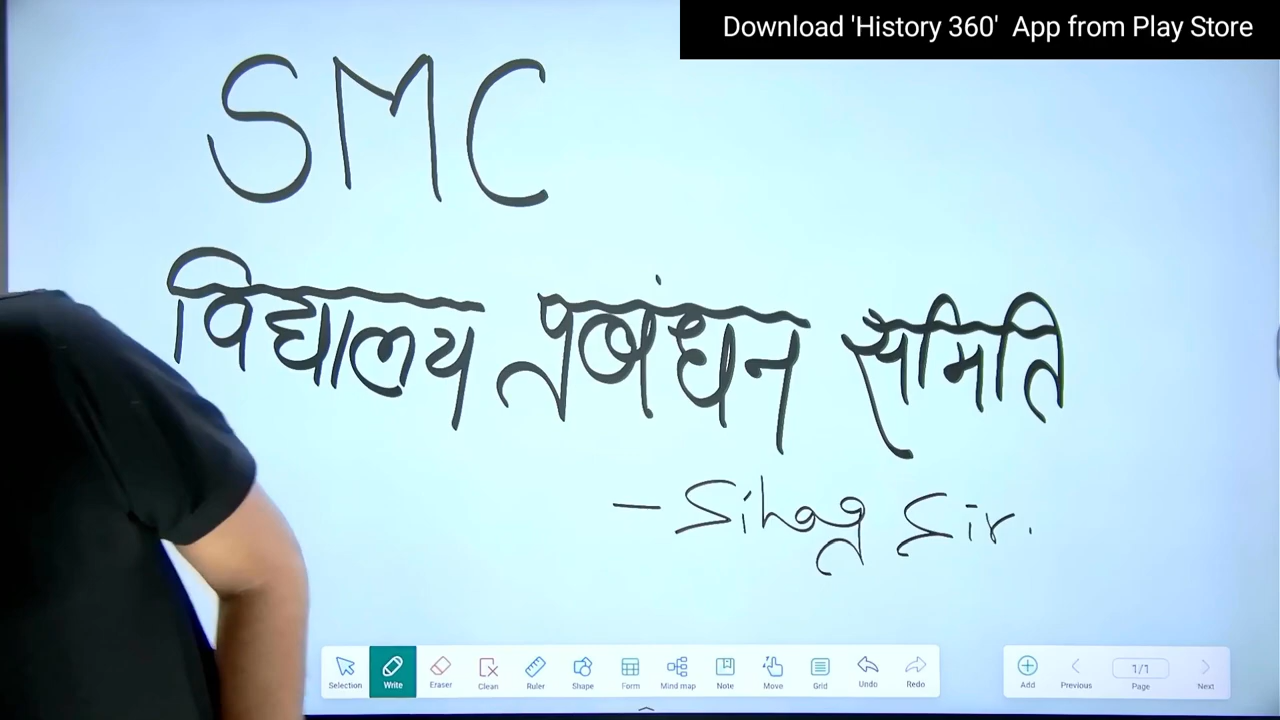 Download 'History 360' App from Play Store
SMC
विद्यालय प्रबंधन समिति
- Sihag Sir.
Selection Write Eraser Clean Ruler Shape Form Mind map Note Move Grid Undo Redo Add Previous 1/1 Page Next